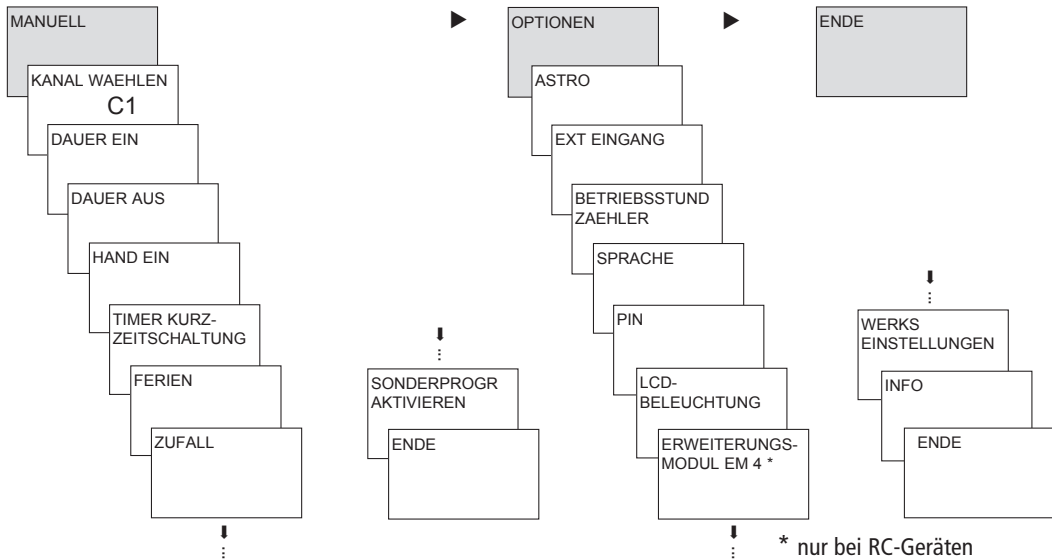 MANUELL
KANAL WAEHLEN
C1
DAUER EIN
DAUER AUS
HAND EIN
TIMER KURZ-
ZEITSCHALTUNG
FERIEN
ZUFALL
SONDERPROGR
AKTIVIEREN
ENDE
OPTIONEN
ASTRO
EXT EINGANG
BETRIEBSSTUND
ZAEHLER
SPRACHE
PIN
LCD-
BELEUCHTUNG
ERWEITERUNGS-
MODUL EM 4 *
WERKS
EINSTELLUNGEN
INFO
ENDE
ENDE
* nur bei RC-Geräten